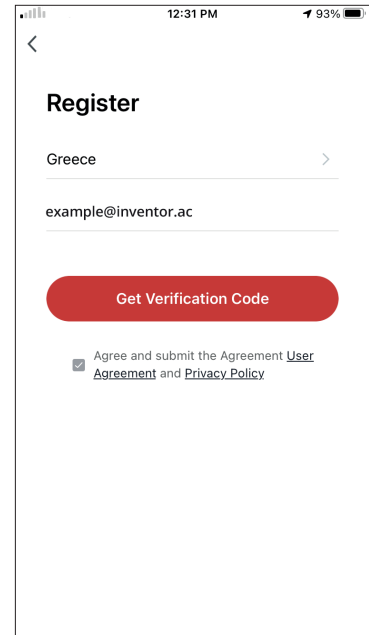 12:31 PM
93%
Register
Greece
example@inventor.ac
Get Verification Code
Agree and submit the Agreement User
Agreement and Privacy Policy